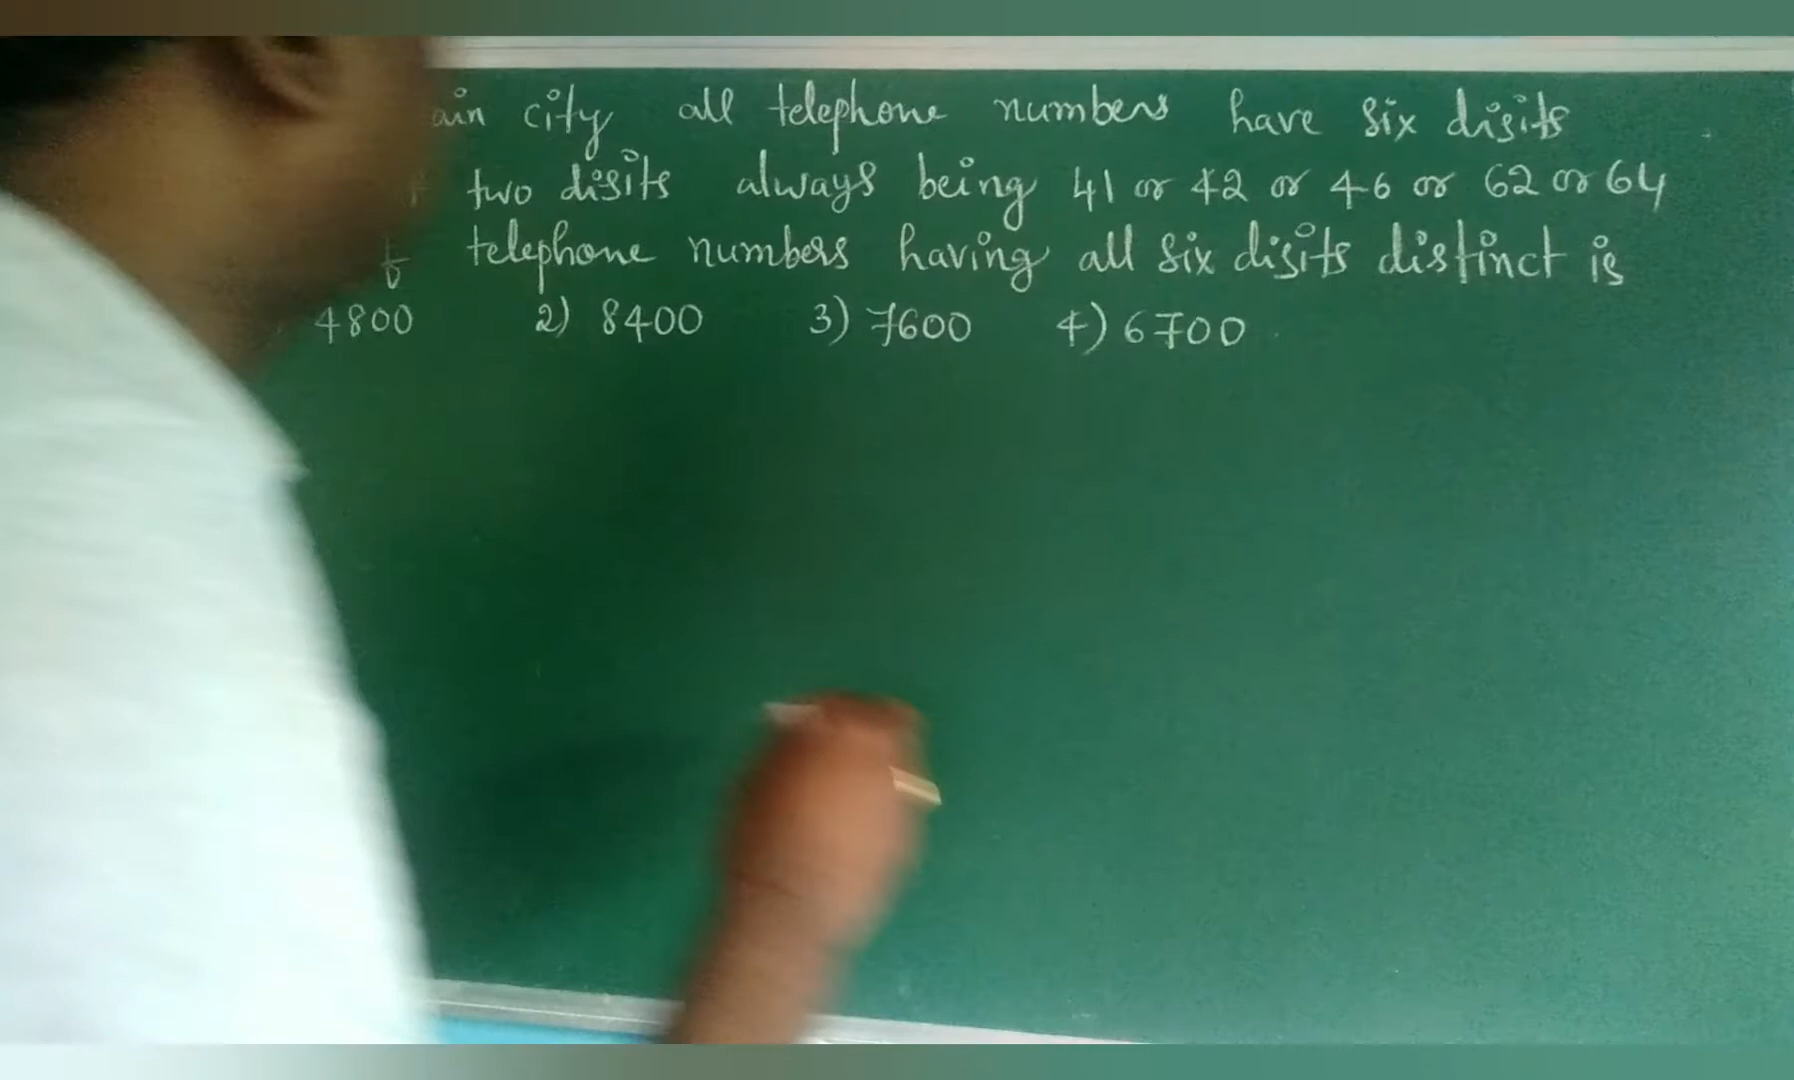 city all telephone numbers have six digits
two digits always being 41 or 42 or 46 or 62 or 64
telephone numbers having all six digits distinct is
4800 2) 8400 3) 7600 4) 6700